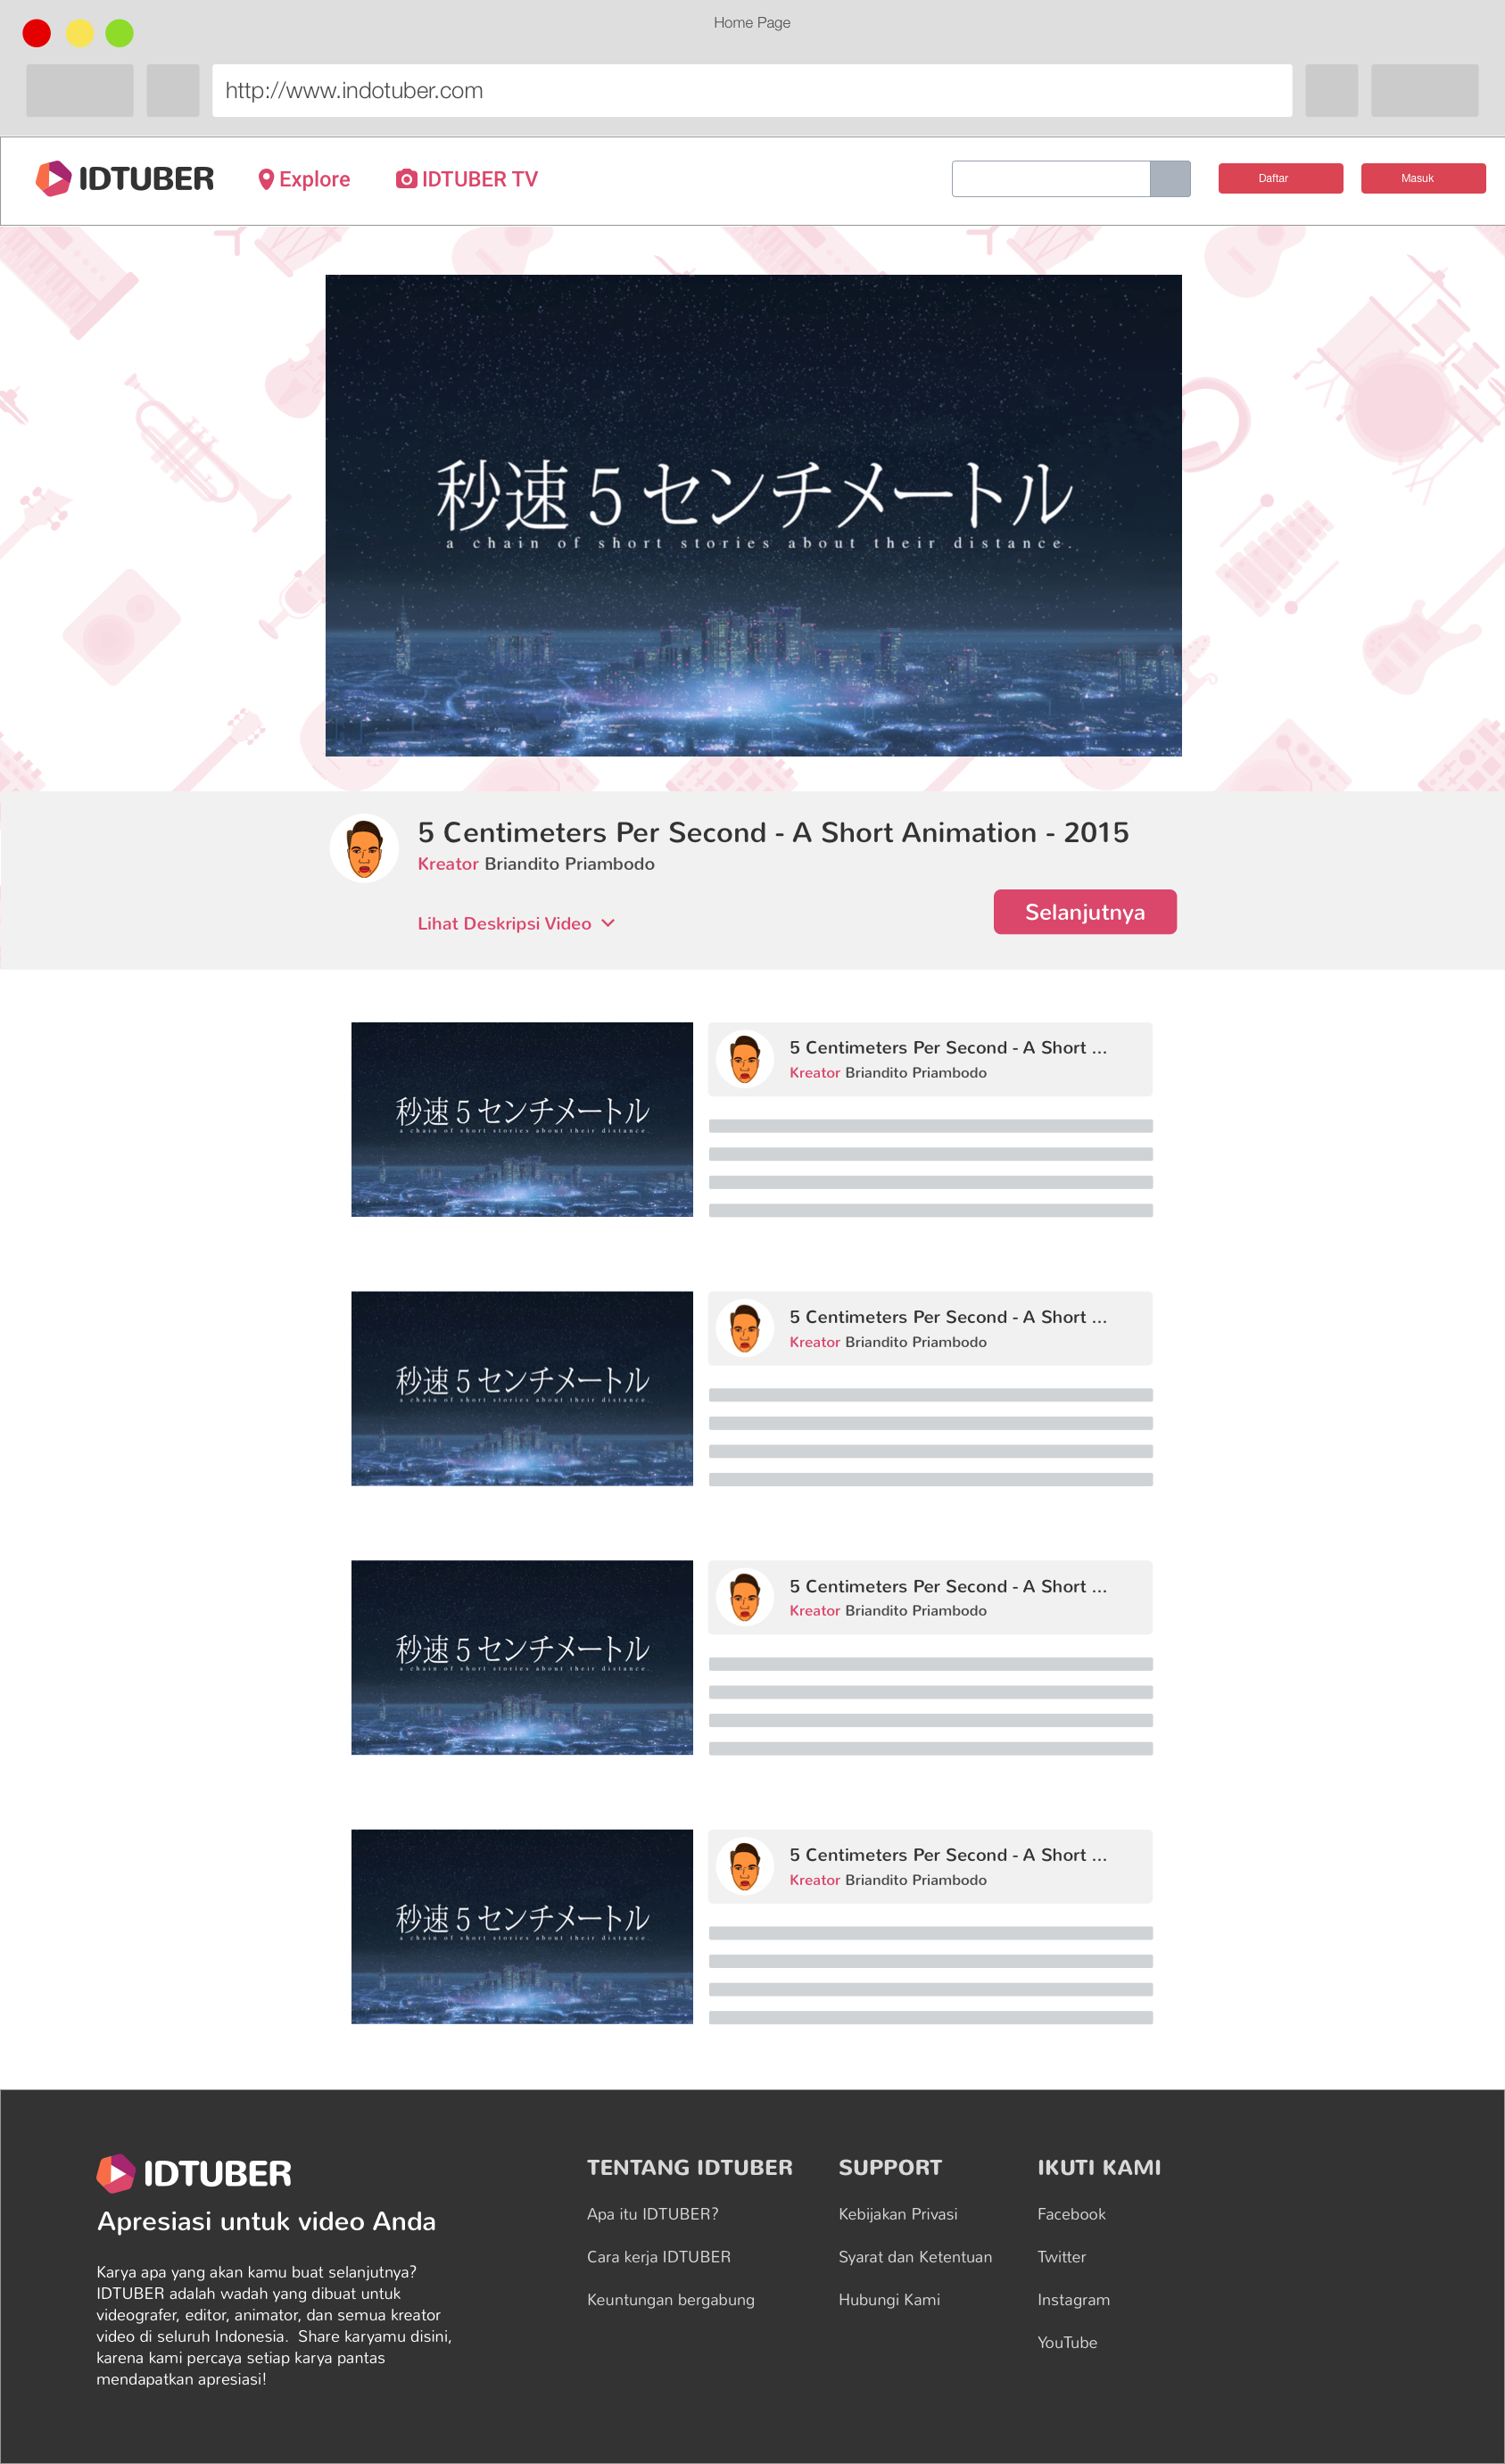 Home Page
http://www.indotuber.com
IDTUBER
Explore
IDTUBER TV
Daftar
Masuk
秒速5センチメートル
a chain of short stories about their distance.
5 Centimeters Per Second - A Short Animation - 2015
Kreator Briandito Priambodo
Lihat Deskripsi Video
Selanjutnya
秒速5センチメートル
a chain of short stories about their distance.
5 Centimeters Per Second - A Short ...
Kreator Briandito Priambodo
秒速5センチメートル
a chain of short stories about their distance.
5 Centimeters Per Second - A Short ...
Kreator Briandito Priambodo
秒速5センチメートル
a chain of short stories about their distance.
5 Centimeters Per Second - A Short ...
Kreator Briandito Priambodo
秒速5センチメートル
a chain of short stories about their distance.
5 Centimeters Per Second - A Short ...
Kreator Briandito Priambodo
IDTUBER
Apresiasi untuk video Anda
Karya apa yang akan kamu buat selanjutnya?
IDTUBER adalah wadah yang dibuat untuk
videografer, editor, animator, dan semua kreator
video di seluruh Indonesia.  Share karyamu disini,
karena kami percaya setiap karya pantas
mendapatkan apresiasi!
TENTANG IDTUBER
Apa itu IDTUBER?
Cara kerja IDTUBER
Keuntungan bergabung
SUPPORT
Kebijakan Privasi
Syarat dan Ketentuan
Hubungi Kami
IKUTI KAMI
Facebook
Twitter
Instagram
YouTube